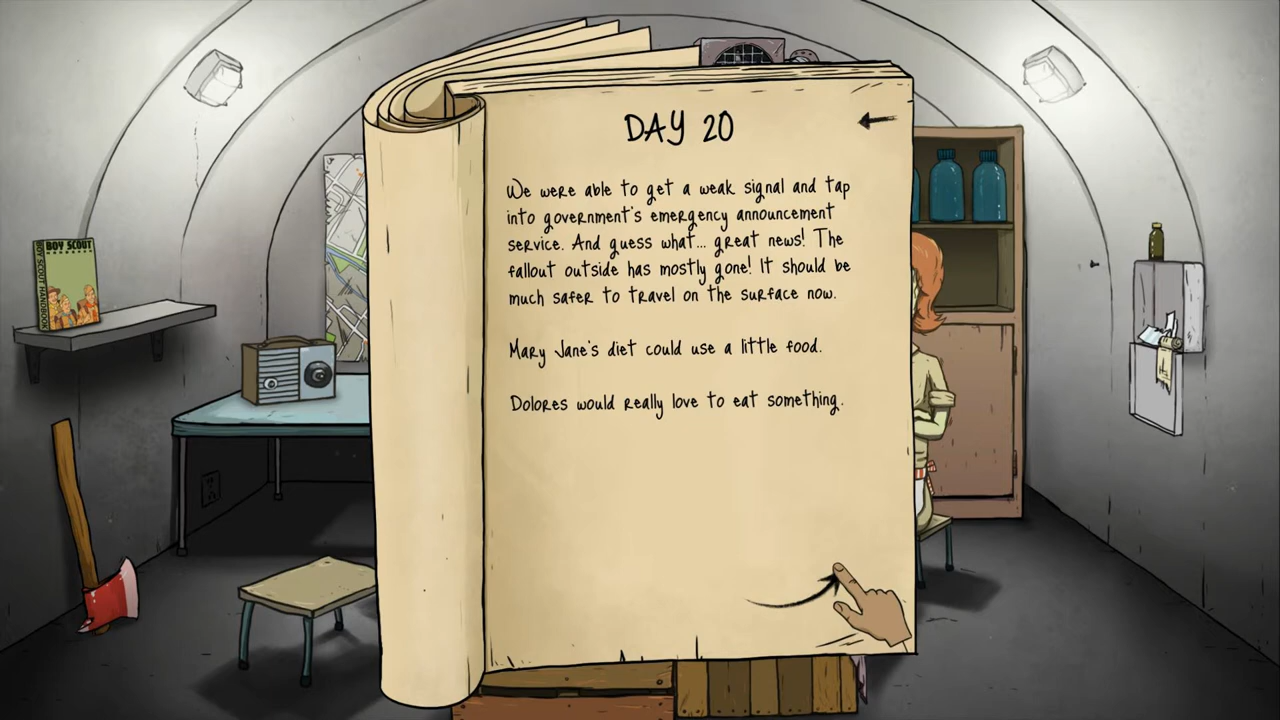 DAY 20
We were able to get a weak signal and tap
into government's emergency announcement
service. And guess what... great news! The
fallout outside has mostly gone! It should be
much safer to travel on the surface now.
Mary Jane's diet could use a little food.
Dolores would really love to eat something.
BOY SCOUT
BOY SCOUT HANDBOOK